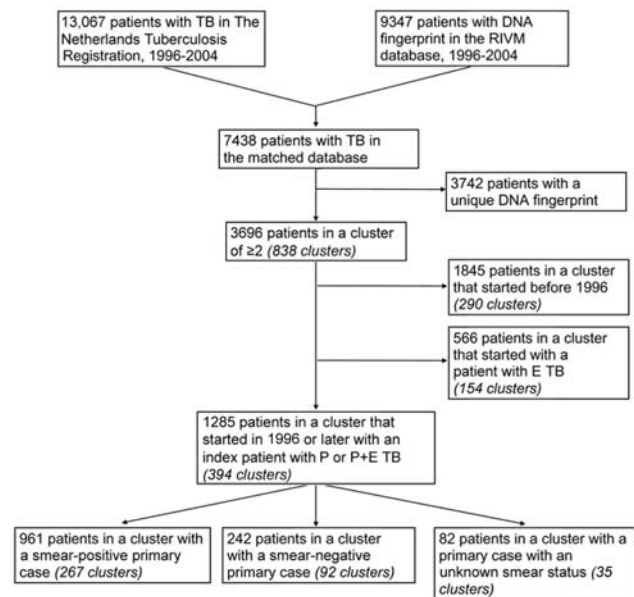 13,067 patients with TB in The
Netherlands Tuberculosis
Registration, 1996-2004
9347 patients with DNA
fingerprint in the RIVM
database, 1996-2004
7438 patients with TB in
the matched database
3742 patients with a
unique DNA fingerprint
3696 patients in a cluster
of ≥2 (838 clusters)
1845 patients in a cluster
that started before 1996
(290 clusters)
566 patients in a cluster
that started with a
patient with E TB
(154 clusters)
1285 patients in a cluster that
started in 1996 or later with an
index patient with P or P+E TB
(394 clusters)
961 patients in a cluster with
a smear-positive primary
case (267 clusters)
242 patients in a cluster
with a smear-negative
primary case (92 clusters)
82 patients in a cluster with a
primary case with an
unknown smear status (35
clusters)